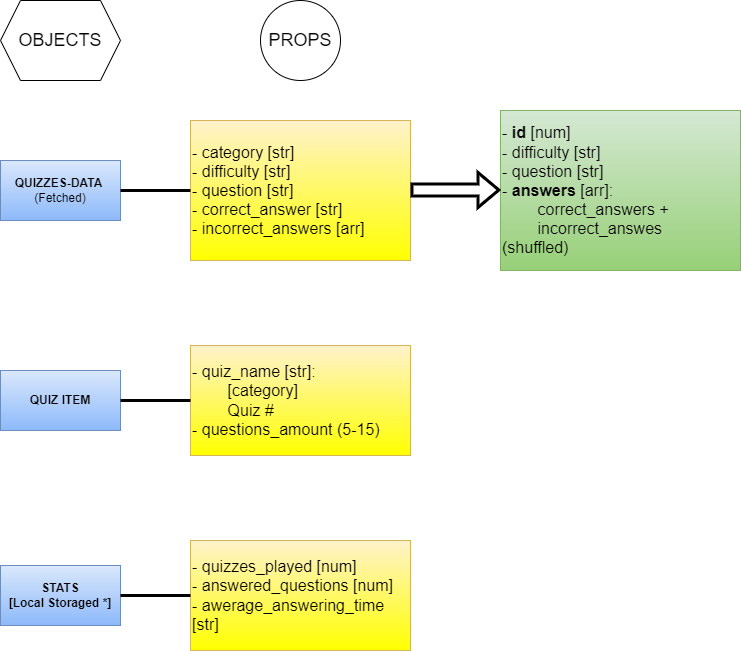 OBJECTS
PROPS
QUIZZES-DATA
(Fetched)
- category [str]
- difficulty [str]
- question [str]
- correct_answer [str]
- incorrect_answers [arr]
- id [num]
- difficulty [str]
- question [str]
- answers [arr]:
correct_answers +
incorrect_answes
(shuffled)
QUIZ ITEM
- quiz_name [str]:
[category]
Quiz #
- questions_amount (5-15)
STATS
[Local Storaged *]
- quizzes_played [num]
- answered_questions [num]
- awerage_answering_time
[str]